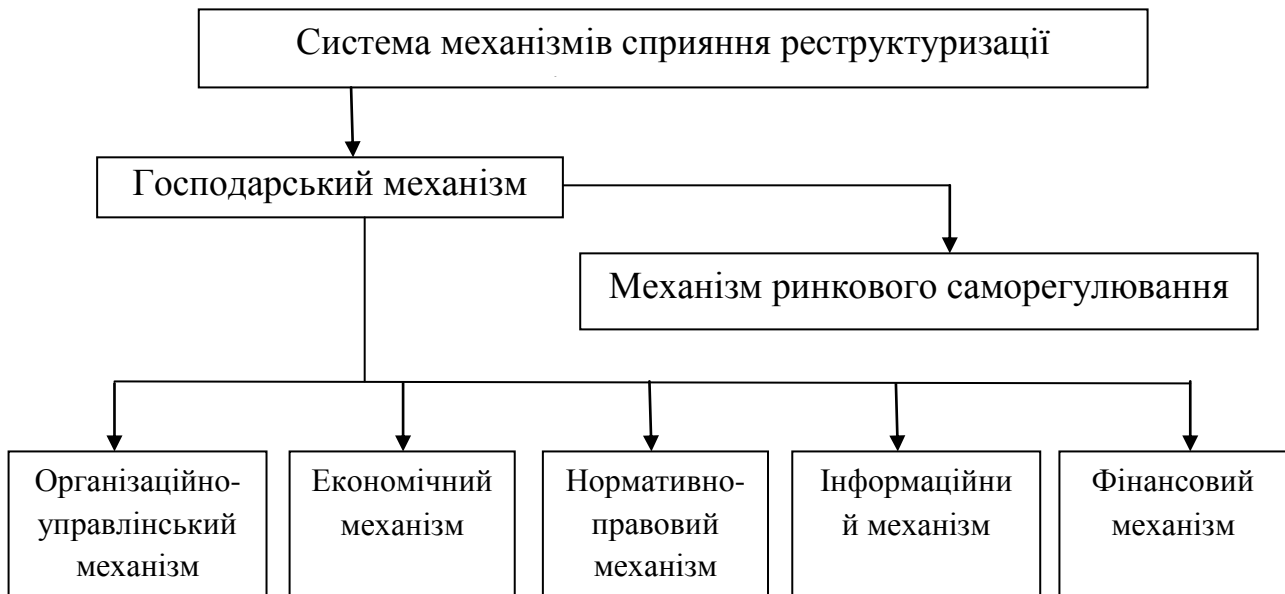 Система механізмів сприяння реструктуризації
Господарський механізм
Механізм ринкового саморегулювання
Організаційно-
управлінський
механізм
Економічний
механізм
Нормативно-
правовий
механізм
Інформаційни
й механізм
Фінансовий
механізм